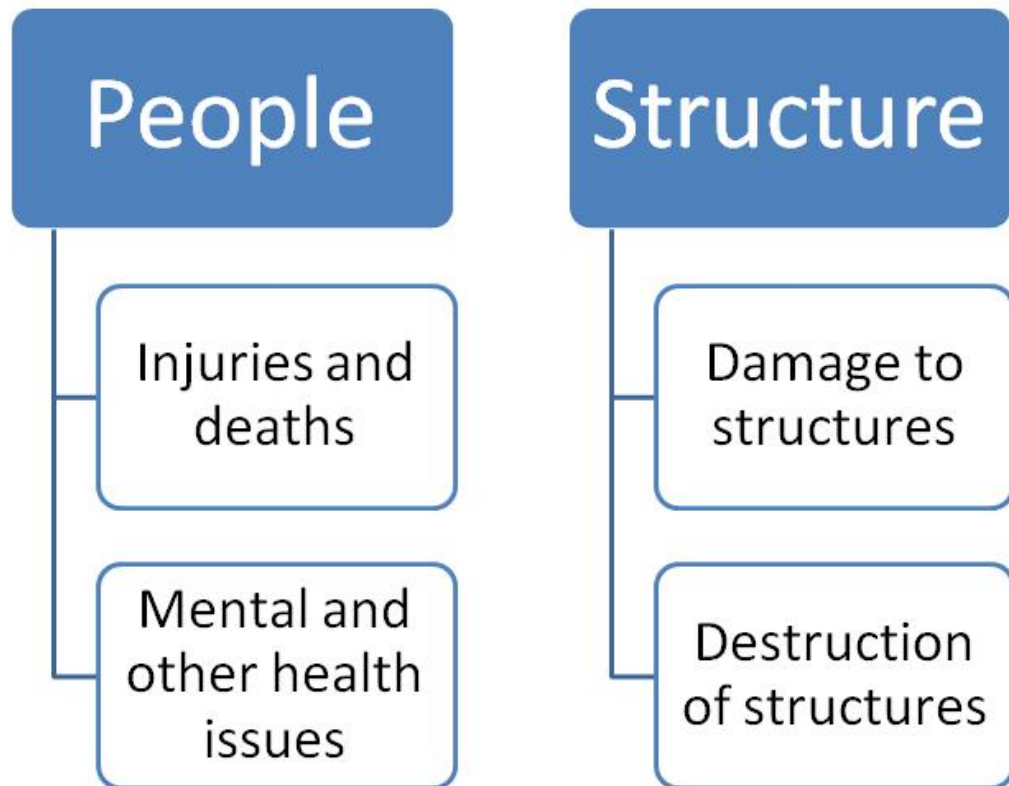 People
Injuries and
deaths
Mental and
other health
issues
Structure
Damage to
structures
Destruction
of structures